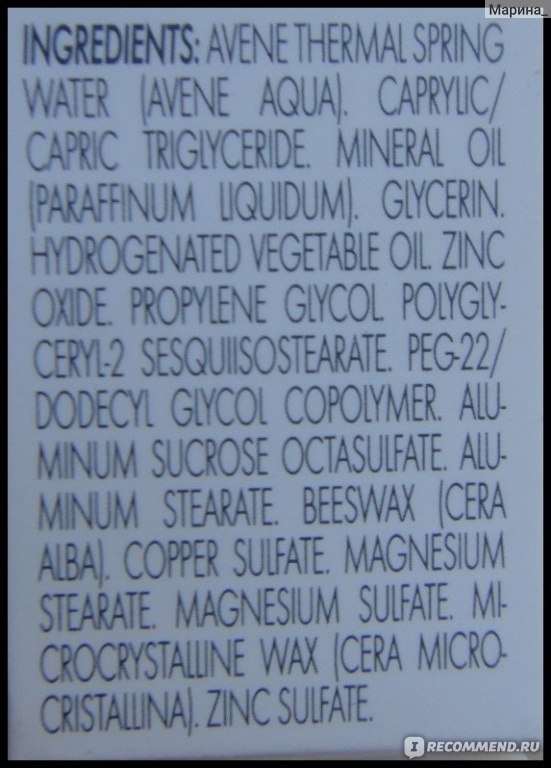 Марина_
INGREDIENTS: AVENE THERMAL SPRING
WATER (AVENE AQUA). CAPRYLIC/
CAPRIC TRIGLYCERIDE. MINERAL OIL
(PARAFFINUM LIQUIDUM). GLYCERIN.
HYDROGENATED VEGETABLE OIL. ZINC
OXIDE. PROPYLENE GLYCOL. POLYGLY-
CERYL-2 SESQUIISOSTEARATE. PEG-22/
DODECYL GLYCOL COPOLYMER. ALU-
MINUM SUCROSE OCTASULFATE. ALU-
MINUM STEARATE. BEESWAX (CERA
ALBA). COPPER SULFATE. MAGNESIUM
STEARATE. MAGNESIUM SULFATE. MI-
CROCRYSTALLINE WAX (CERA MICRO-
CRISTALLINA). ZINC SULFATE.
IRECOMMEND.RU